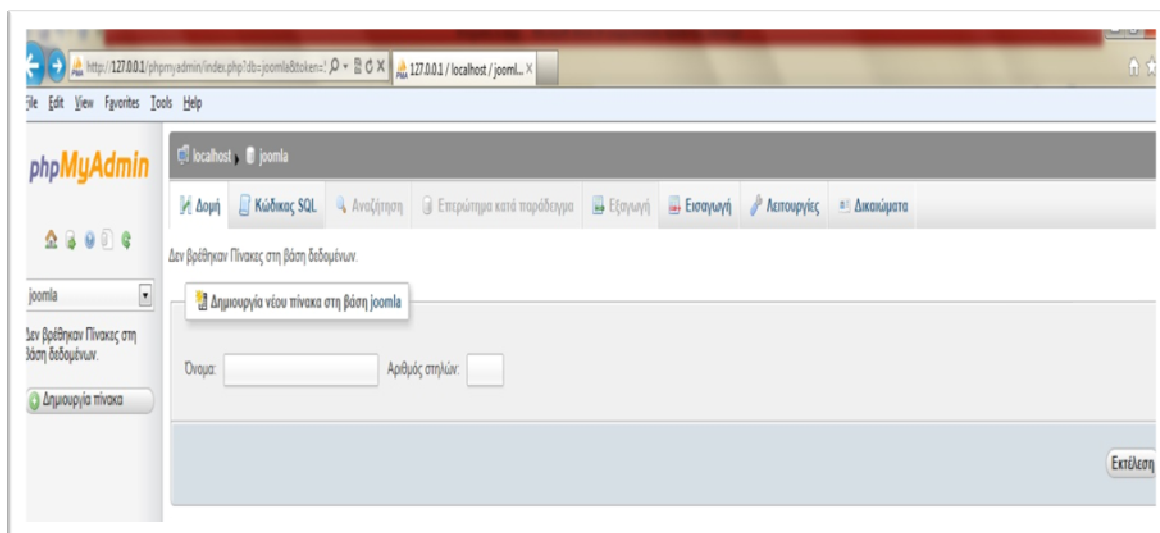 http://127.0.0.1/phpmyadmin/index.php?db=joomla&token=
127.0.0.1 / localhost / jooml...
File Edit View Favorites Tools Help
phpMyAdmin
localhost joomla
Δομή Κώδικας SQL Αναζήτηση Επερώτημα κατά παράδειγμα Εξαγωγή Εισαγωγή Λειτουργίες Δικαιώματα
Δεν βρέθηκαν Πίνακες στη βάση δεδομένων.
joomla
Δεν βρέθηκαν Πίνακες στη
βάση δεδομένων.
Δημιουργία πίνακα
Δημιουργία νέου πίνακα στη βάση joomla
Όνομα: Αριθμός στηλών:
Εκτέλεση